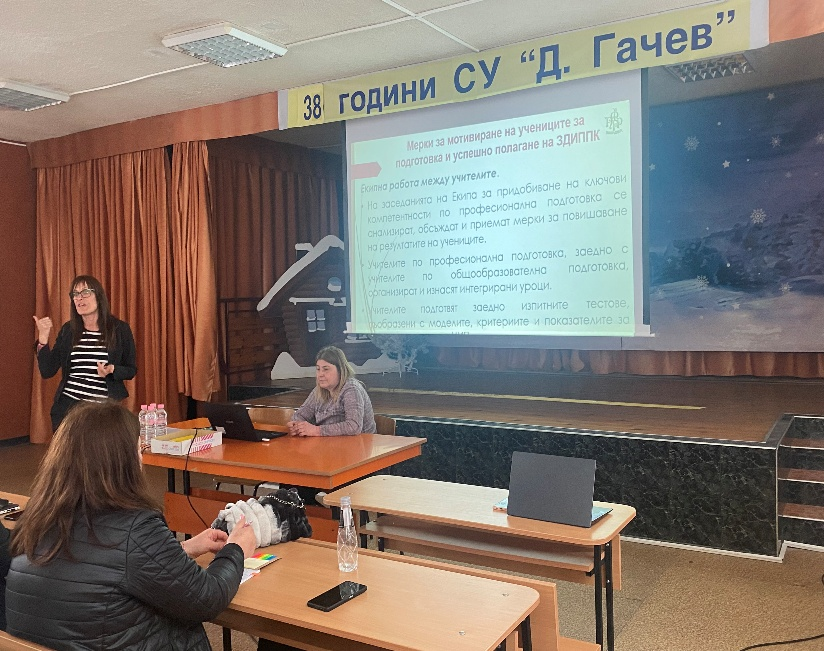 38 години СУ “Д. Гачев”
Мерки за мотивиране на учениците за
подготовка и успешно полагане на ЗДИППК
Екипна работа между учителите.
На заседанията на Екипа за придобиване на ключови
компетентности по професионална подготовка се
анализират, обсъждат и приемат мерки за повишаване
на резултатите на учениците.
Учителите по професионална подготовка, заедно с
учителите по общообразователна подготовка,
организират и изнасят интегрирани уроци.
Учителите подготвят заедно изпитните тестове,
съобразени с моделите, критериите и показателите за